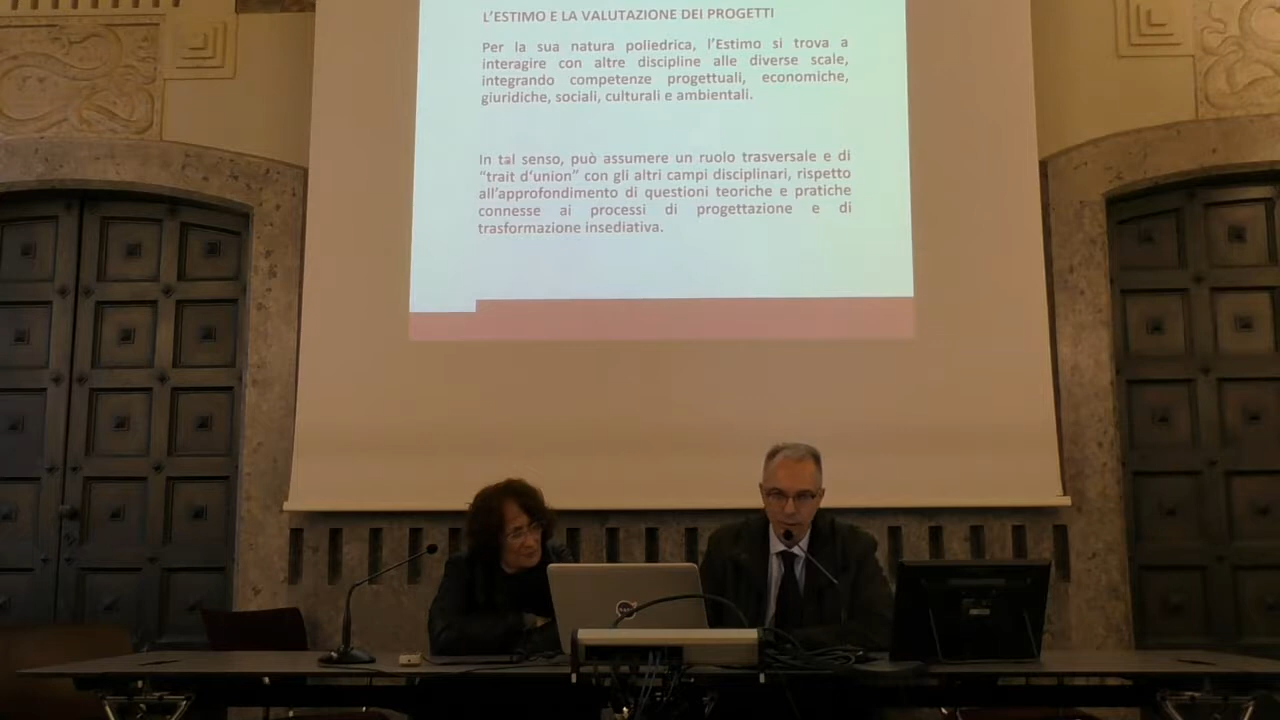 L'ESTIMO E LA VALUTAZIONE DEI PROGETTI
Per la sua natura poliedrica, l'Estimo si trova a
interagire con altre discipline alle diverse scale,
integrando competenze progettuali, economiche,
giuridiche, sociali, culturali e ambientali.
In tal senso, può assumere un ruolo trasversale e di
"trait d'union" con gli altri campi disciplinari, rispetto
all'approfondimento di questioni teoriche e pratiche
connesse ai processi di progettazione e di
trasformazione insediativa.